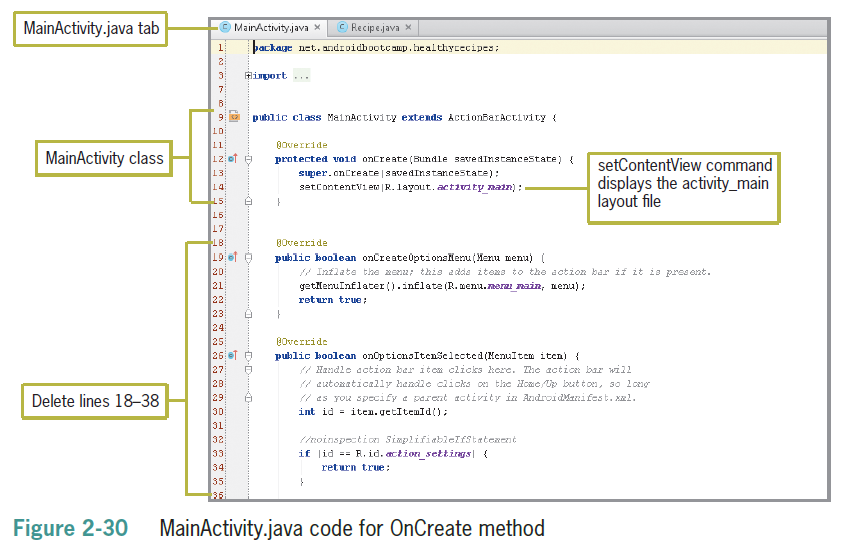 MainActivity.java tab
MainActivity.java × Recipe.java ×
1 package net.androidbootcamp.healthyrecipes;
2
3 import ...
7
8
9 public class MainActivity extends ActionBarActivity {
10
11 @Override
12 protected void onCreate(Bundle savedInstanceState) {
13 super.onCreate(savedInstanceState);
14 setContentView(R.layout.activity_main);
15 }
16
17
18 @Override
19 public boolean onCreateOptionsMenu(Menu menu) {
20 // Inflate the menu; this adds items to the action bar if it is present.
21 getMenuInflater().inflate(R.menu.menu_main, menu);
22 return true;
23 }
24
25 @Override
26 public boolean onOptionsItemSelected(MenuItem item) {
27 // Handle action bar item clicks here. The action bar will
28 // automatically handle clicks on the Home/Up button, so long
29 // as you specify a parent activity in AndroidManifest.xml.
30 int id = item.getItemId();
31
32 //noinspection SimplifiableIfStatement
33 if (id == R.id.action_settings) {
34 return true;
35 }
36
MainActivity class
setContentView command
displays the activity_main
layout file
Delete lines 18–38
Figure 2-30 MainActivity.java code for OnCreate method